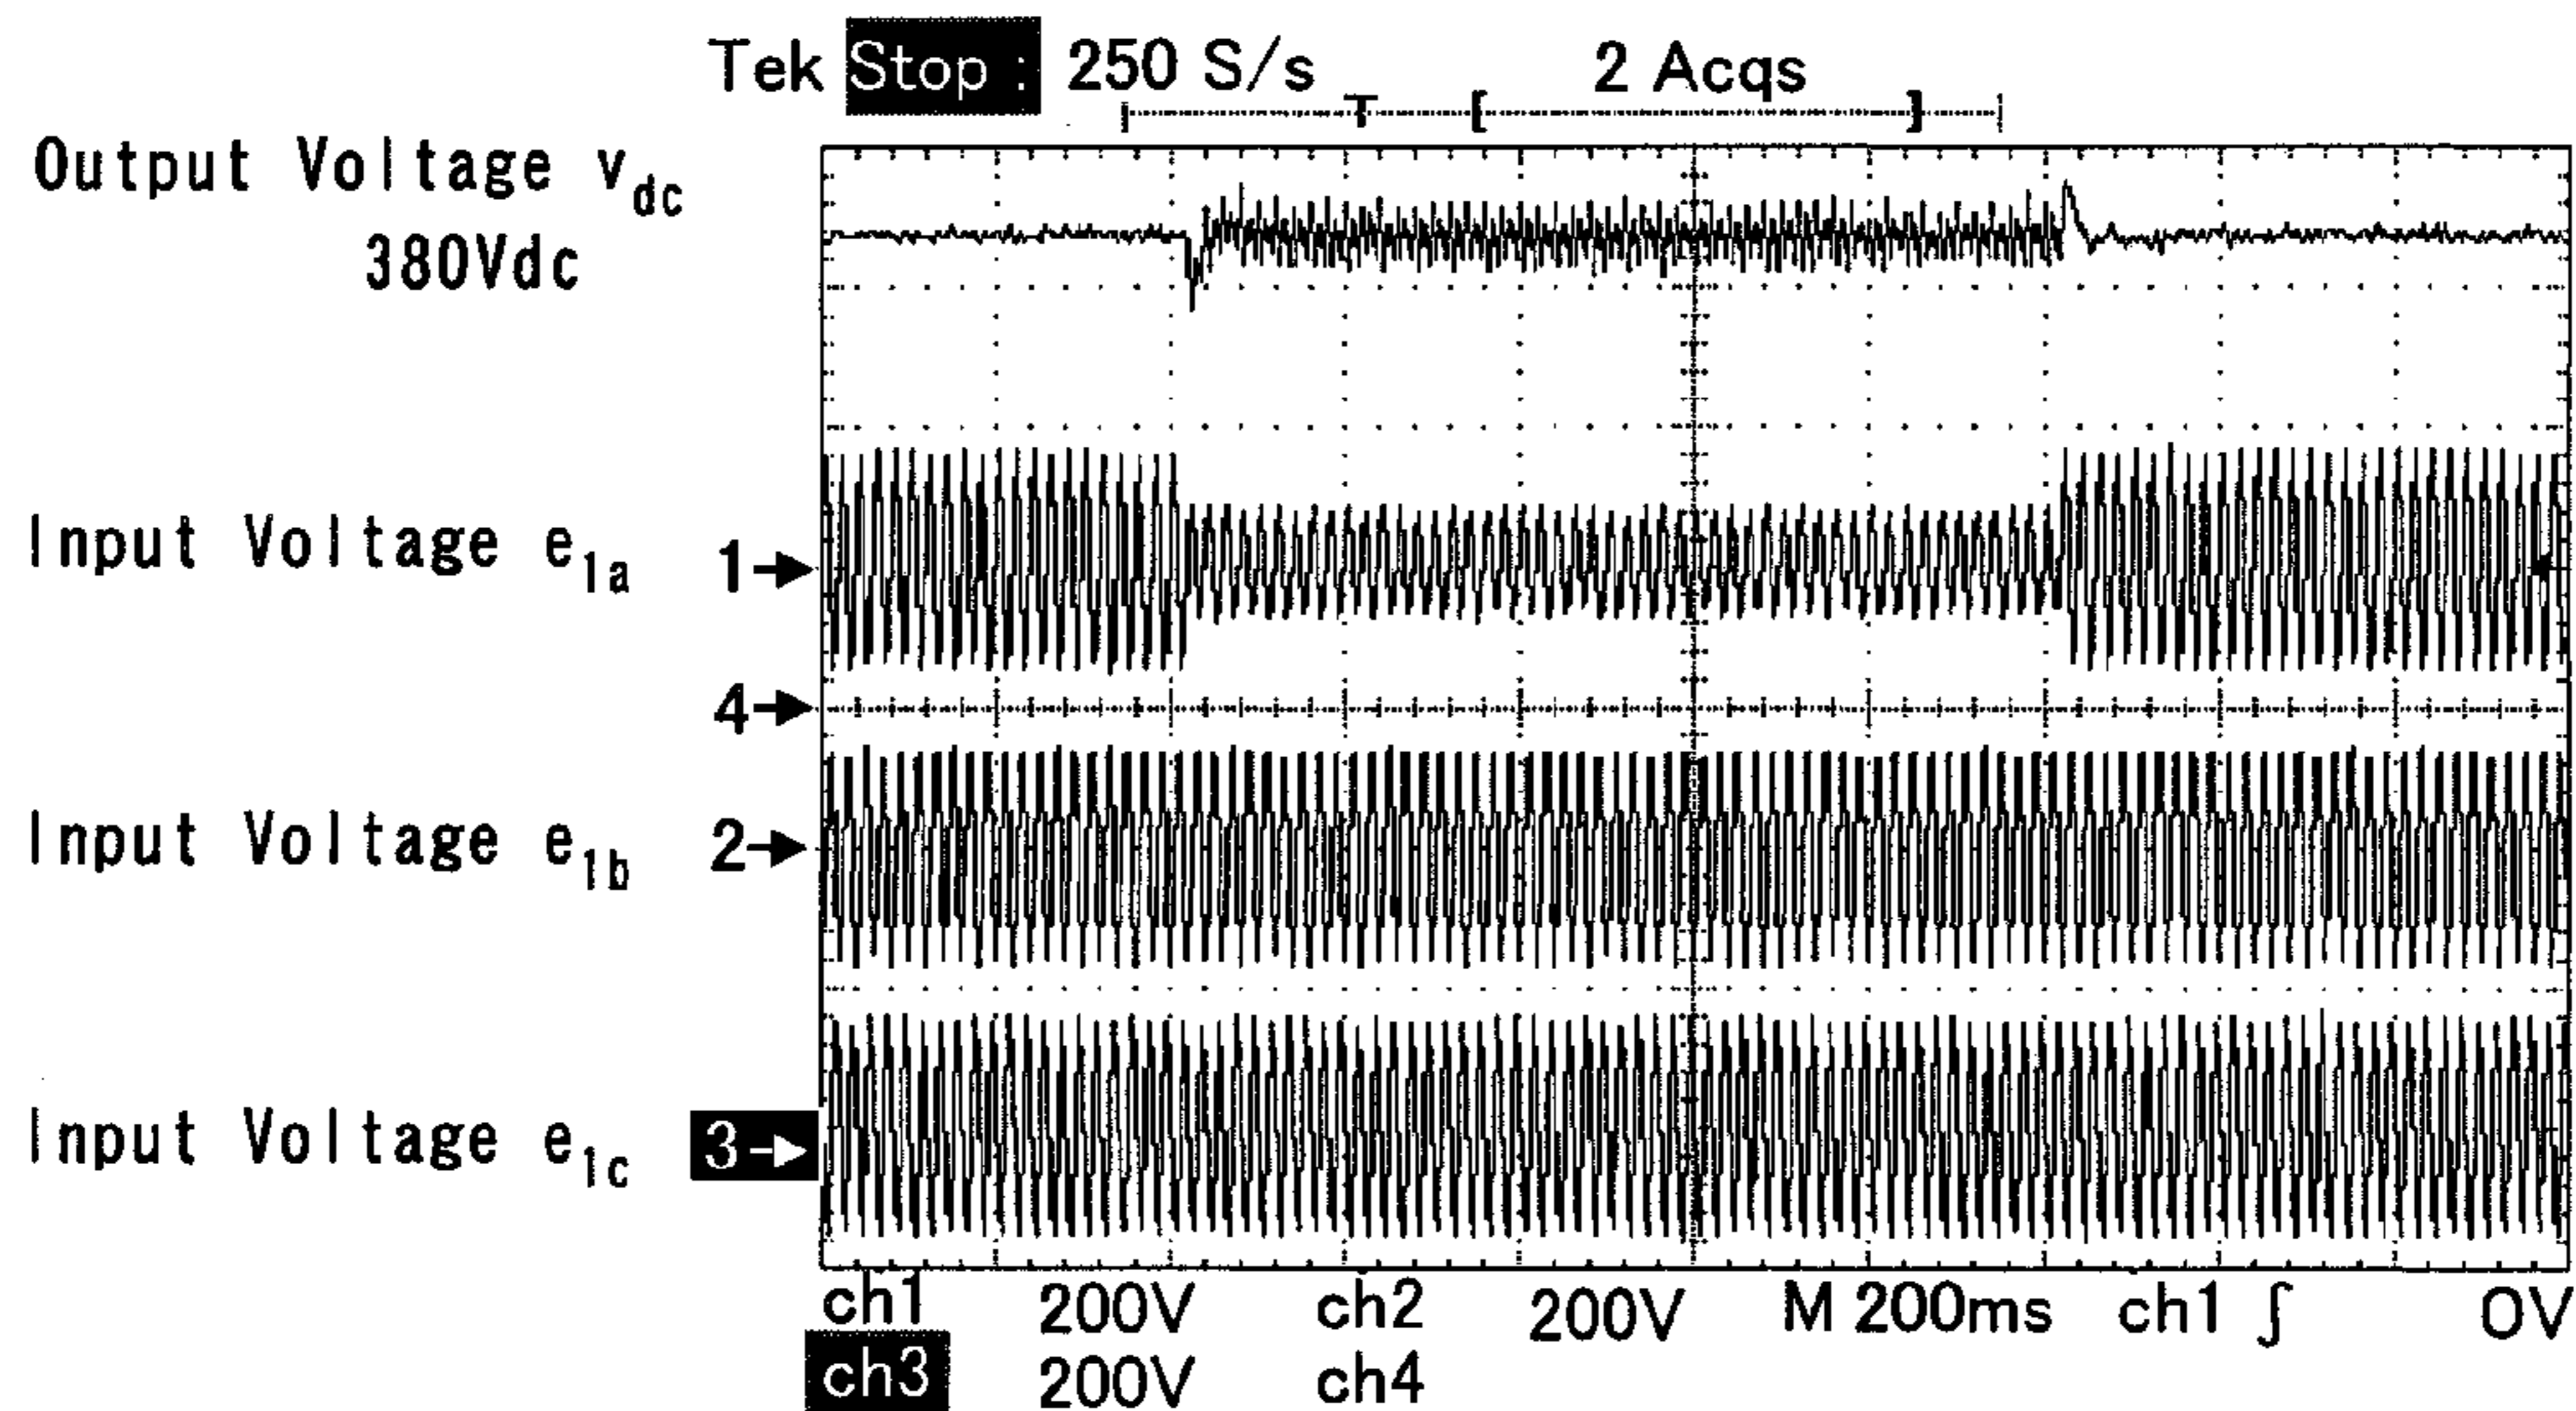 Tek Stop : 250 S/s 2 Acqs
T
Output Voltage v_dc
380Vdc
Input Voltage e_1a 1
4
Input Voltage e_1b 2
Input Voltage e_1c 3
ch1 200V ch2 200V M 200ms ch1 ∫ 0V
ch3 200V ch4